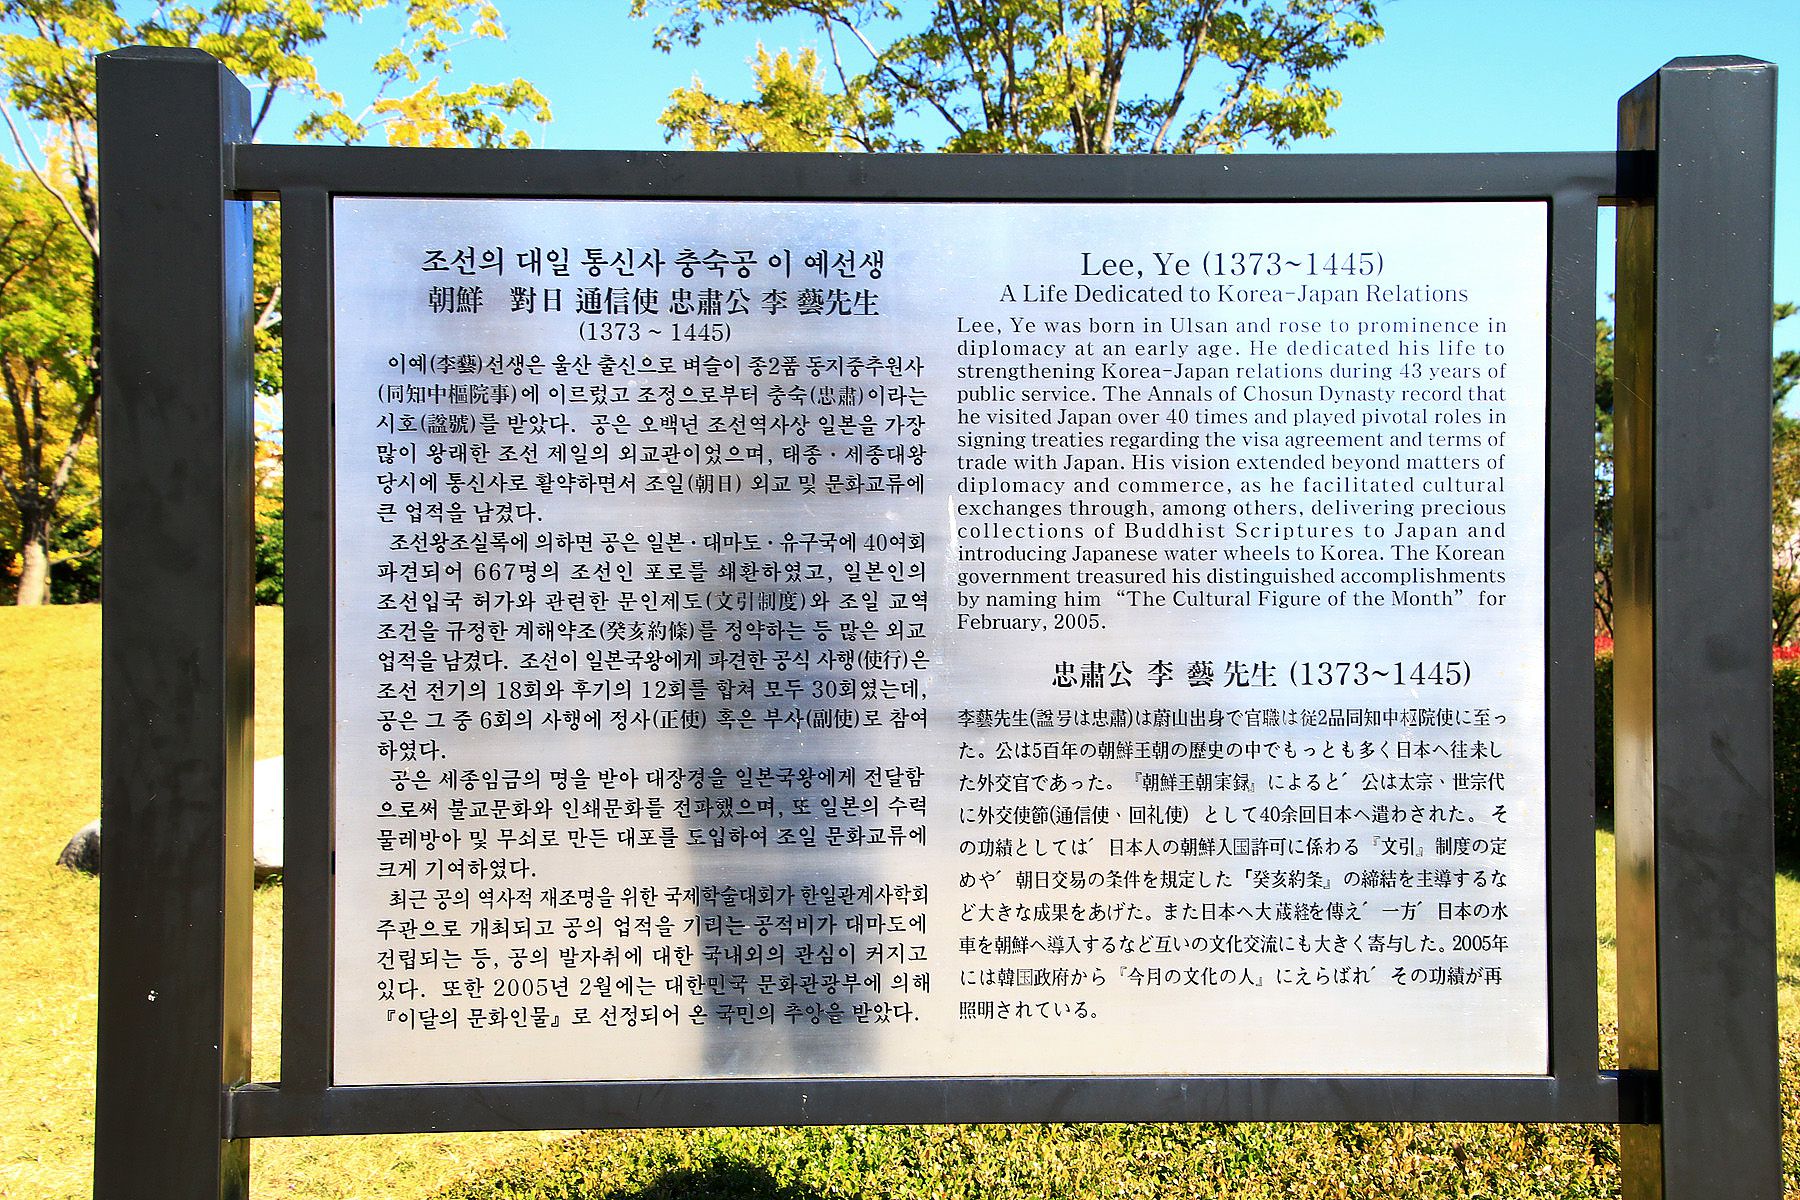 조선의 대일 통신사 충숙공 이 예선생
朝鮮 對日 通信使 忠肅公 李 藝先生
(1373 ~ 1445)
이예(李藝)선생은 울산 출신으로 벼슬이 종2품 동지중추원사
(同知中樞院事)에 이르렀고 조정으로부터 충숙(忠肅)이라는
시호(諡號)를 받았다. 공은 오백년 조선역사상 일본을 가장
많이 왕래한 조선 제일의 외교관이었으며, 태종·세종대왕
당시에 통신사로 활약하면서 조일(朝日) 외교 및 문화교류에
큰 업적을 남겼다.
조선왕조실록에 의하면 공은 일본·대마도·유구국에 40여회
파견되어 667명의 조선인 포로를 쇄환하였고, 일본인의
조선입국 허가와 관련한 문인제도(文引制度)와 조일 교역
조건을 규정한 계해약조(癸亥約條)를 정약하는 등 많은 외교
업적을 남겼다. 조선이 일본국왕에게 파견한 공식 사행(使行)은
조선 전기의 18회와 후기의 12회를 합쳐 모두 30회였는데,
공은 그 중 6회의 사행에 정사(正使) 혹은 부사(副使)로 참여
하였다.
공은 세종임금의 명을 받아 대장경을 일본국왕에게 전달함
으로써 불교문화와 인쇄문화를 전파했으며, 또 일본의 수력
물레방아 및 무쇠로 만든 대포를 도입하여 조일 문화교류에
크게 기여하였다.
최근 공의 역사적 재조명을 위한 국제학술대회가 한일관계사학회
주관으로 개최되고 공의 업적을 기리는 공적비가 대마도에
건립되는 등, 공의 발자취에 대한 국내외의 관심이 커지고
있다. 또한 2005년 2월에는 대한민국 문화관광부에 의해
『이달의 문화인물』로 선정되어 온 국민의 추앙을 받았다.
Lee, Ye (1373~1445)
A Life Dedicated to Korea-Japan Relations
Lee, Ye was born in Ulsan and rose to prominence in
diplomacy at an early age. He dedicated his life to
strengthening Korea-Japan relations during 43 years of
public service. The Annals of Chosun Dynasty record that
he visited Japan over 40 times and played pivotal roles in
signing treaties regarding the visa agreement and terms of
trade with Japan. His vision extended beyond matters of
diplomacy and commerce, as he facilitated cultural
exchanges through, among others, delivering precious
collections of Buddhist Scriptures to Japan and
introducing Japanese water wheels to Korea. The Korean
government treasured his distinguished accomplishments
by naming him “The Cultural Figure of the Month” for
February, 2005.
忠肅公 李 藝 先生 (1373~1445)
李藝先生(諡号は忠肅)は蔚山出身で官職は従2品同知中枢院使に至っ
た。公は5百年の朝鮮王朝の歴史の中でもっとも多く日本へ往来し
た外交官であった。『朝鮮王朝実録』によると、公は太宗、世宗代
に外交使節(通信使、回礼使) として40余回日本へ遣わされた。そ
の功績としては、日本人の朝鮮入国許可に係わる『文引』制度の定
めや、朝日交易の条件を規定した『癸亥約条』の締結を主導するな
ど大きな成果をあげた。また日本へ大蔵経を傳え、一方、日本の水
車を朝鮮へ導入するなど互いの文化交流にも大きく寄与した。2005年
には韓国政府から『今月の文化の人』にえらばれ、その功績が再
照明されている。